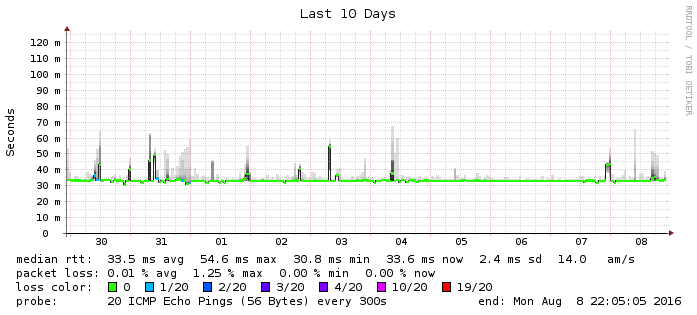 Last 10 Days
RRDTOOL / TOBI OETIKER
Seconds
120 m
110 m
100 m
90 m
80 m
70 m
60 m
50 m
40 m
30 m
20 m
10 m
0
30 31 01 02 03 04 05 06 07 08
median rtt: 33.5 ms avg 54.6 ms max 30.8 ms min 33.6 ms now 2.4 ms sd 14.0 am/s
packet loss: 0.01 % avg 1.25 % max 0.00 % min 0.00 % now
loss color: 0 1/20 2/20 3/20 4/20 10/20 19/20
probe: 20 ICMP Echo Pings (56 Bytes) every 300s end: Mon Aug 8 22:05:05 2016